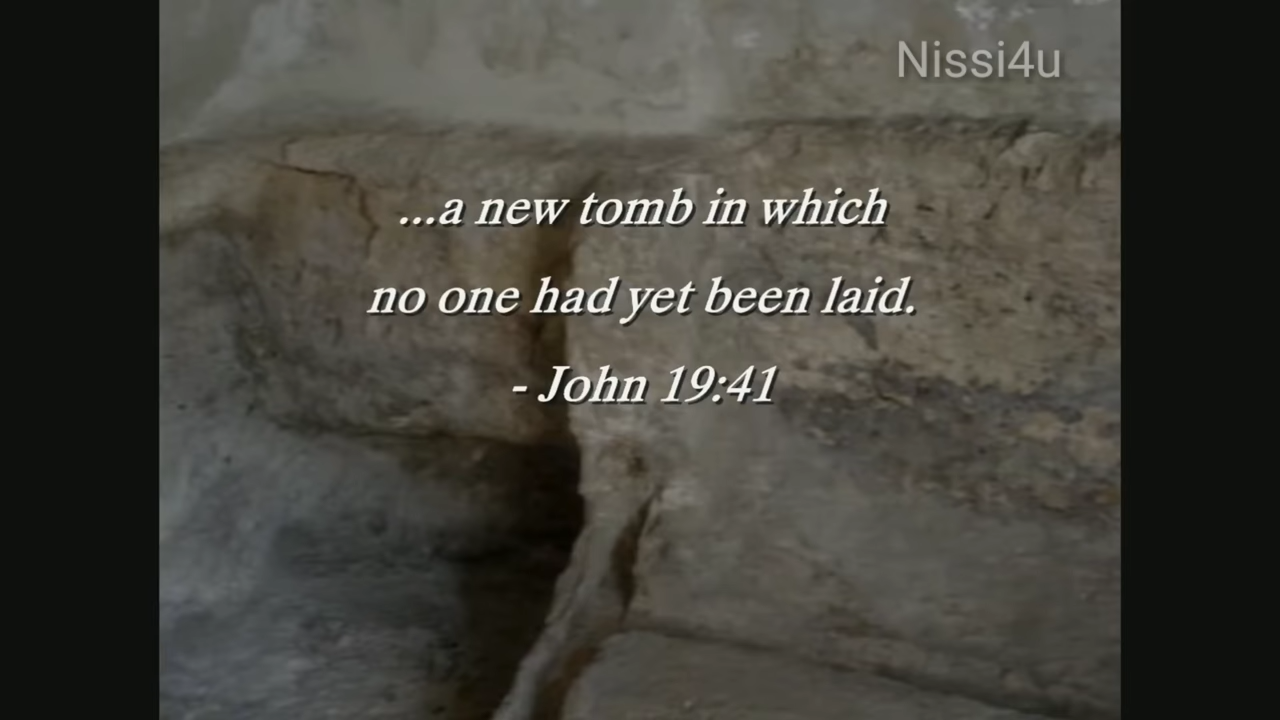 Nissi4u
...a new tomb in which
no one had yet been laid.
- John 19:41